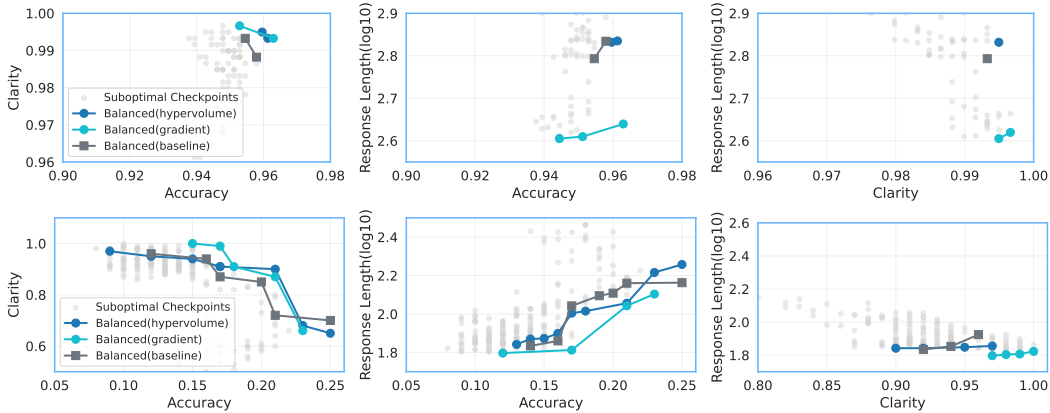 1.00
0.99
0.98
0.97
0.96
Clarity
Suboptimal Checkpoints
Balanced(hypervolume)
Balanced(gradient)
Balanced(baseline)
0.90
0.92
0.94
0.96
0.98
Accuracy
2.9
2.8
2.7
2.6
Response Length(log10)
0.90
0.92
0.94
0.96
0.98
Accuracy
2.9
2.8
2.7
2.6
Response Length(log10)
0.96
0.97
0.98
0.99
1.00
Clarity
1.0
0.8
0.6
Clarity
Suboptimal Checkpoints
Balanced(hypervolume)
Balanced(gradient)
Balanced(baseline)
0.05
0.10
0.15
0.20
0.25
Accuracy
2.4
2.2
2.0
1.8
Response Length(log10)
0.05
0.10
0.15
0.20
0.25
Accuracy
2.6
2.4
2.2
2.0
1.8
Response Length(log10)
0.80
0.85
0.90
0.95
1.00
Clarity